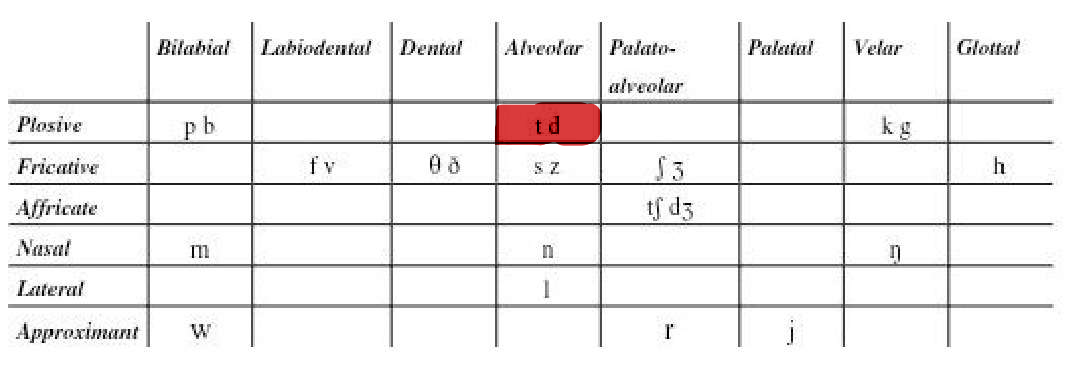 Bilabial Labiodental Dental Alveolar Palato- Palatal Velar Glottal
alveolar
Plosive p b t d k g
Fricative f v θ ð s z ʃ ʒ h
Affricate tʃ dʒ
Nasal m n ŋ
Lateral l
Approximant w r j